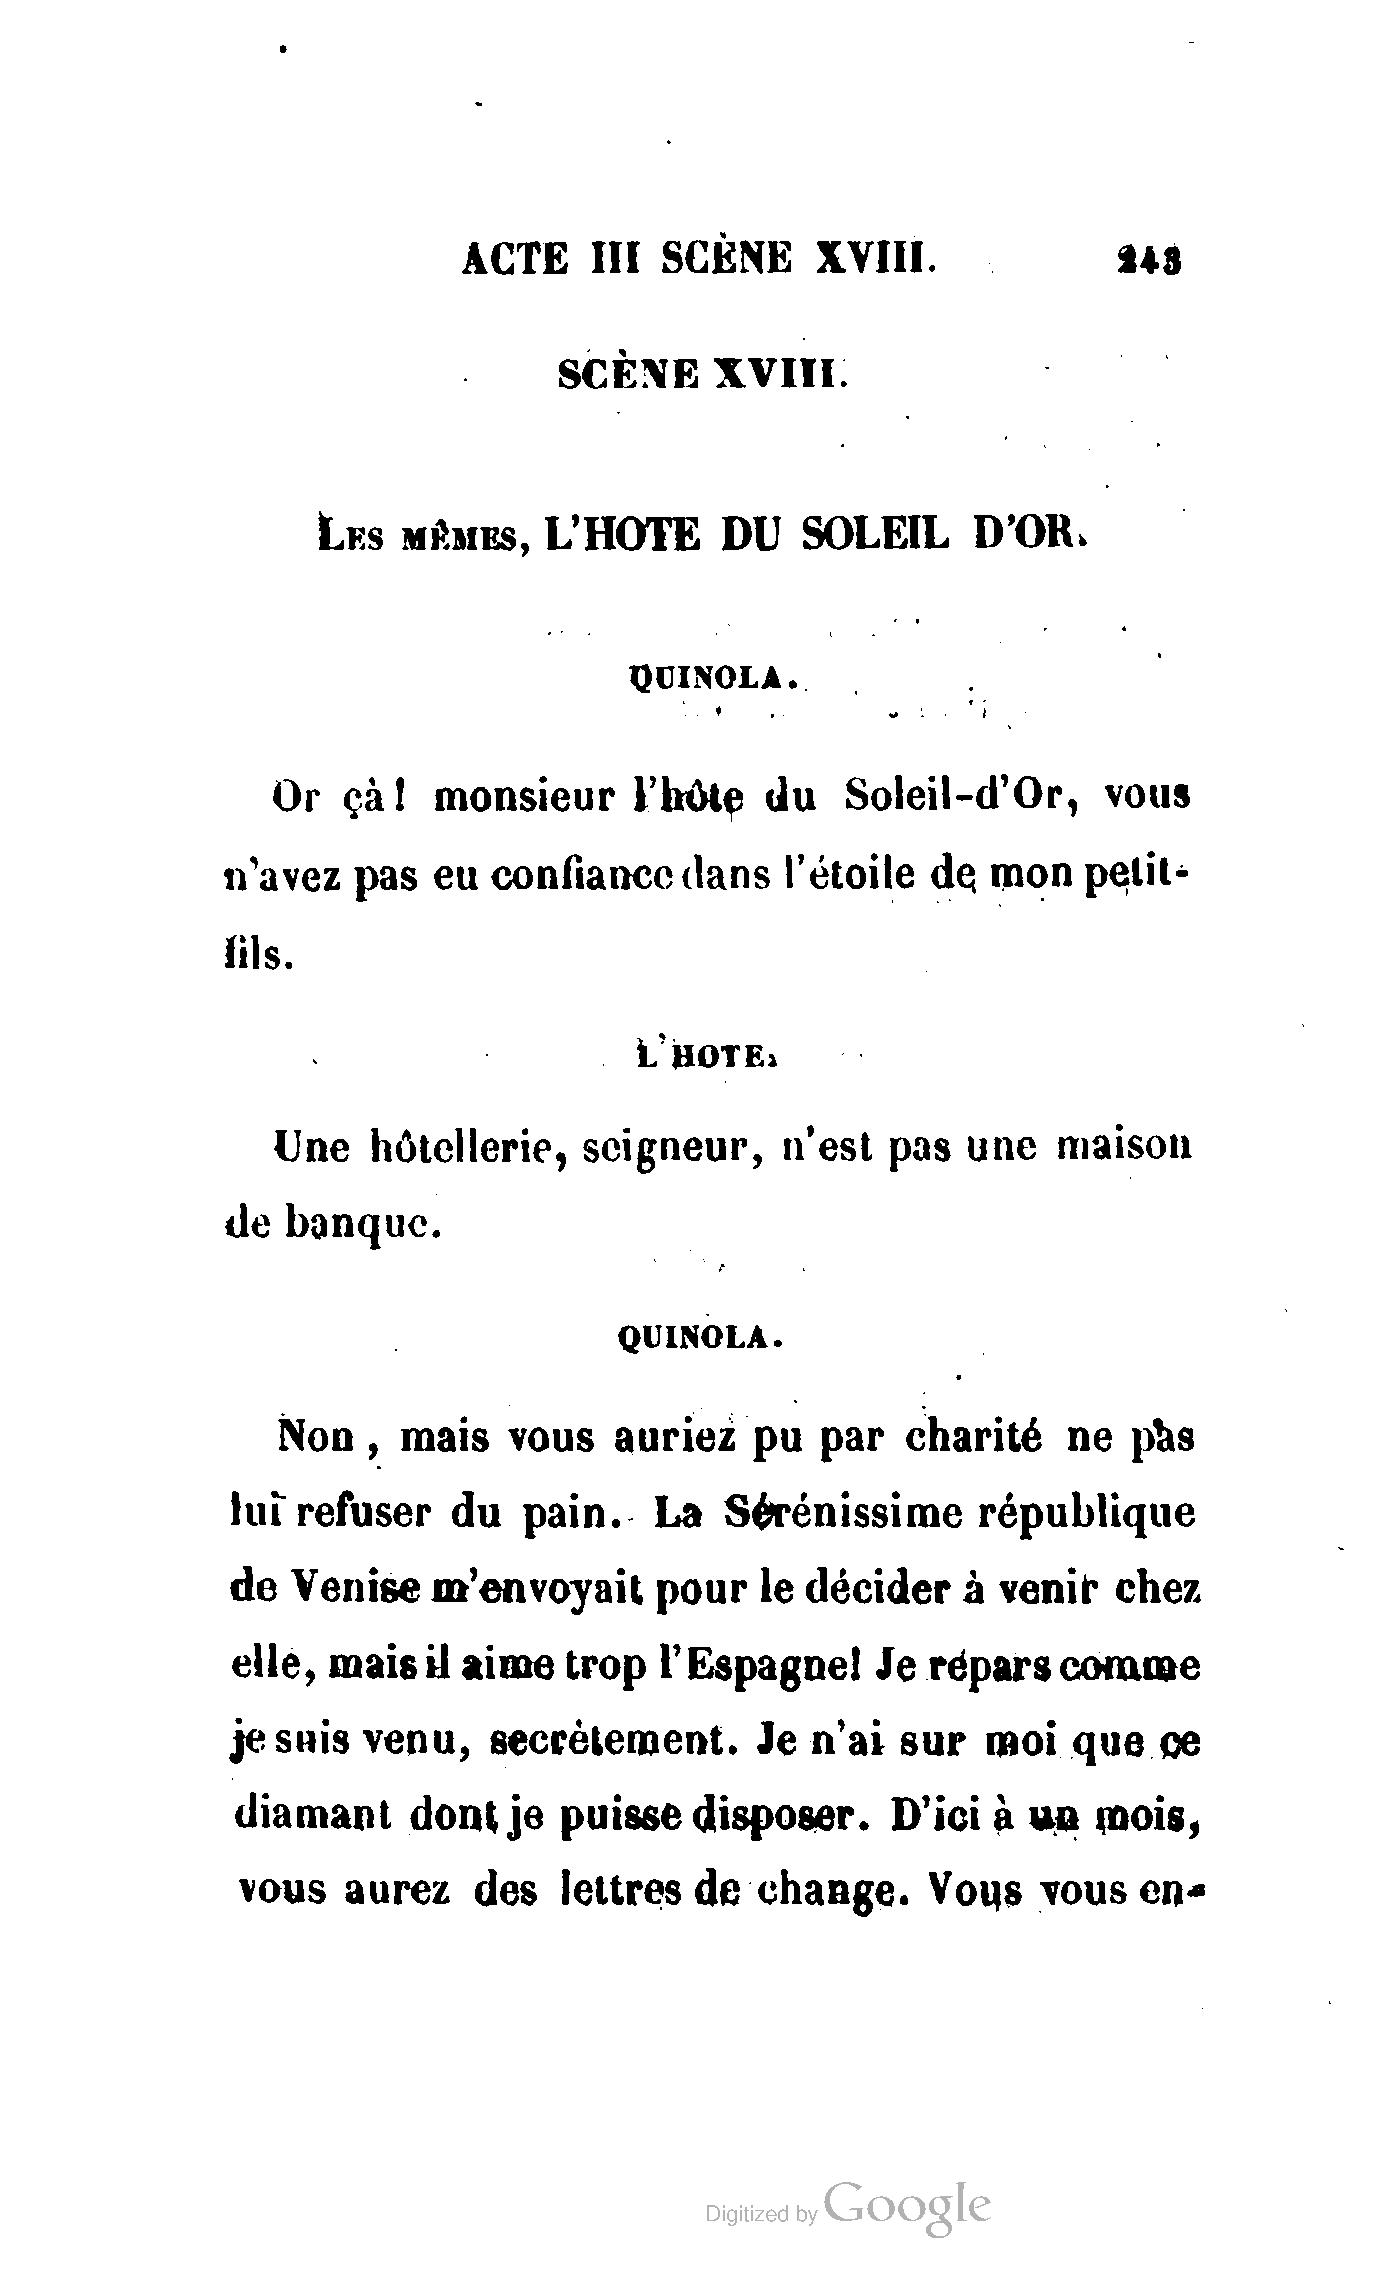 ACTE III SCÈNE XVIII. 243
SCÈNE XVIII.
LES MÊMES, L'HOTE DU SOLEIL D'OR.
QUINOLA.
Or çà! monsieur l'hôte du Soleil-d'Or, vous
n'avez pas eu confiance dans l'étoile de mon petit-
fils.
L'HOTE.
Une hôtellerie, seigneur, n'est pas une maison
de banque.
QUINOLA.
Non, mais vous auriez pu par charité ne pas
lui refuser du pain. La Sérénissime république
de Venise m'envoyait pour le décider à venir chez
elle, mais il aime trop l'Espagne! Je répars comme
je suis venu, secrètement. Je n'ai sur moi que ce
diamant dont je puisse disposer. D'ici à un mois,
vous aurez des lettres de change. Vous vous en-
Digitized by Google